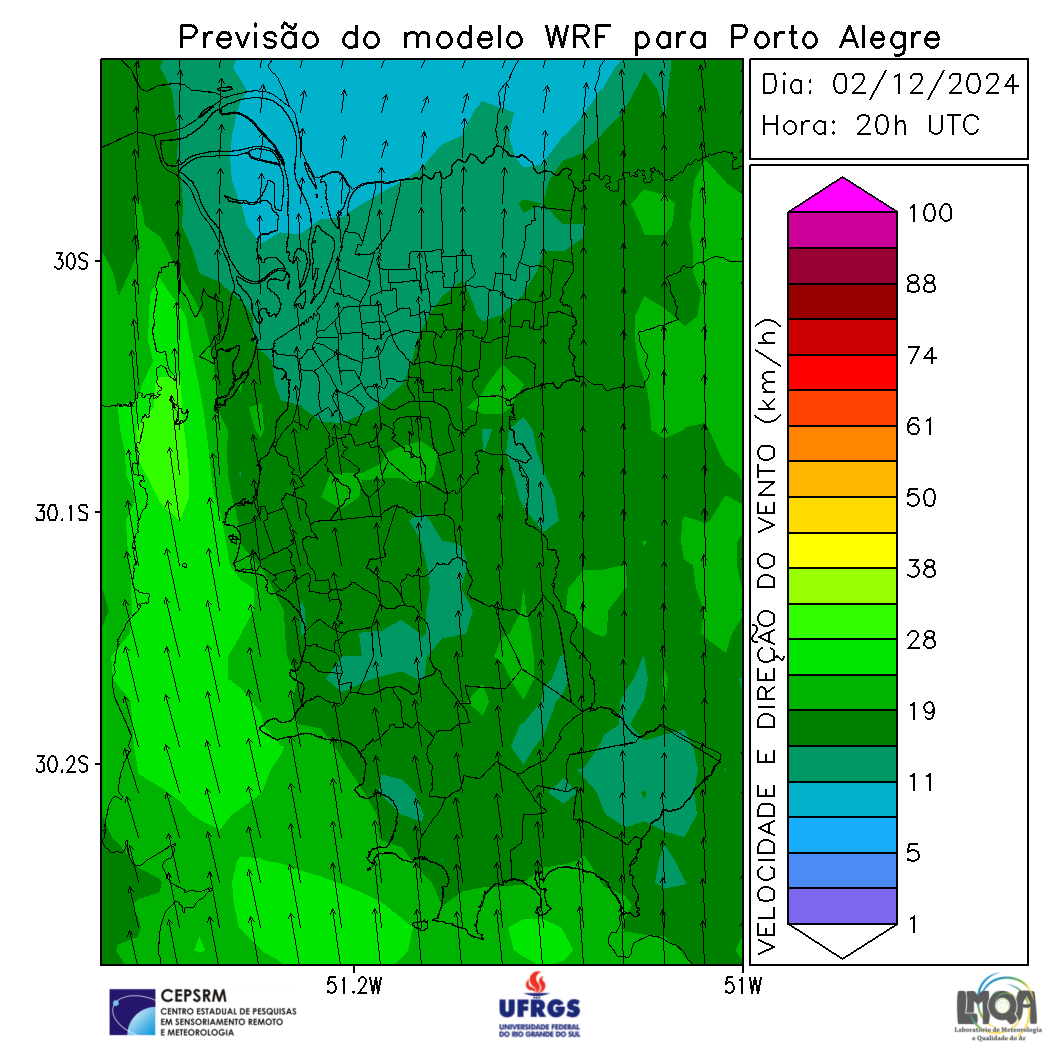 Previsão do modelo WRF para Porto Alegre
Dia: 02/12/2024
Hora: 20h UTC
30S
30.1S
30.2S
51.2W
51W
VELOCIDADE E DIREÇÃO DO VENTO (km/h)
100
88
74
61
50
38
28
19
11
5
1
CEPSRM
CENTRO ESTADUAL DE PESQUISAS
EM SENSORIAMENTO REMOTO
E METEOROLOGIA
UFRGS
UNIVERSIDADE FEDERAL
DO RIO GRANDE DO SUL
LMQA
Laboratório de Meteorologia
e Qualidade do Ar